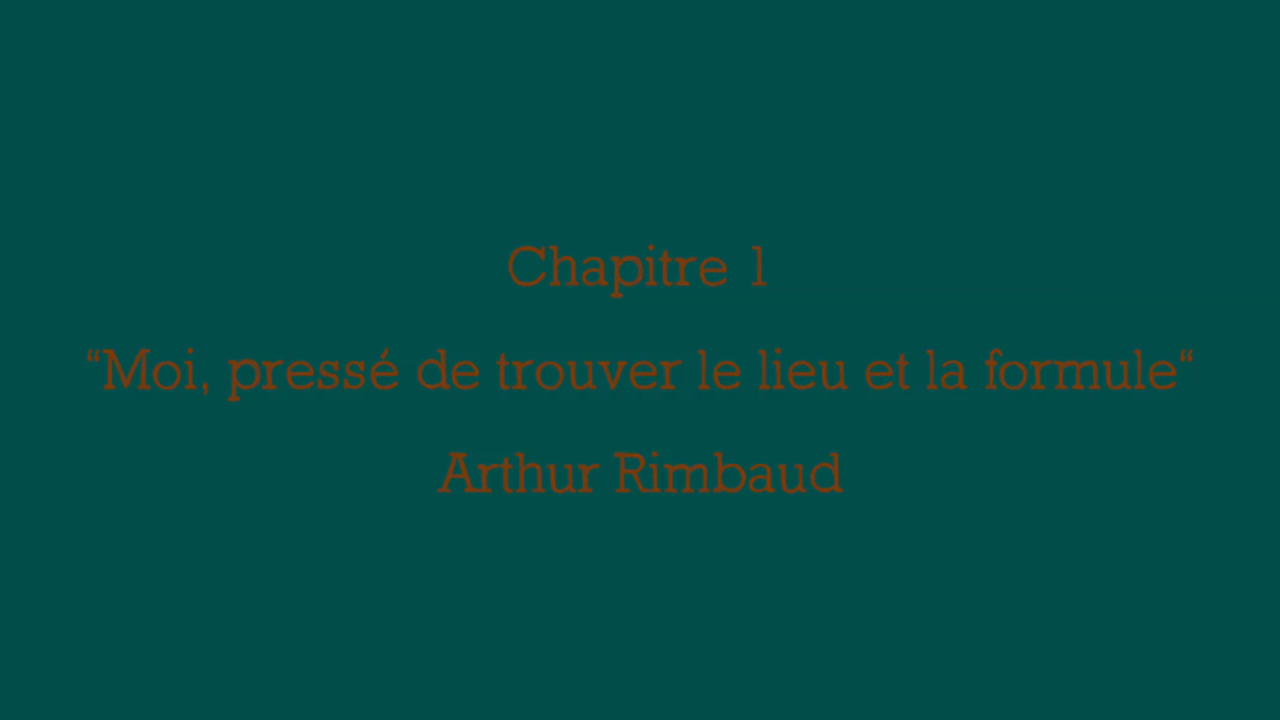 Chapitre 1
“Moi, pressé de trouver le lieu et la formule“
Arthur Rimbaud